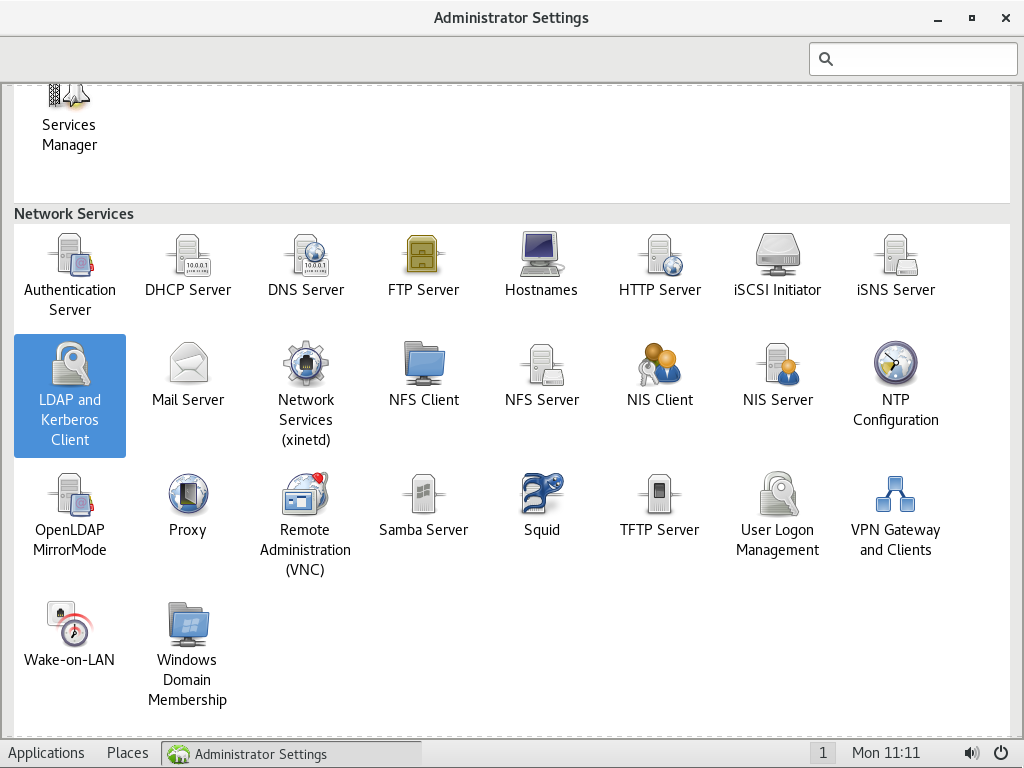 Administrator Settings
Services
Manager
Network Services
Authentication
Server
DHCP Server
DNS Server
FTP Server
Hostnames
HTTP Server
iSCSI Initiator
iSNS Server
LDAP and
Kerberos
Client
Mail Server
Network
Services
(xinetd)
NFS Client
NFS Server
NIS Client
NIS Server
NTP
Configuration
OpenLDAP
MirrorMode
Proxy
Remote
Administration
(VNC)
Samba Server
Squid
TFTP Server
User Logon
Management
VPN Gateway
and Clients
Wake-on-LAN
Windows
Domain
Membership
Applications Places Administrator Settings 1 Mon 11:11